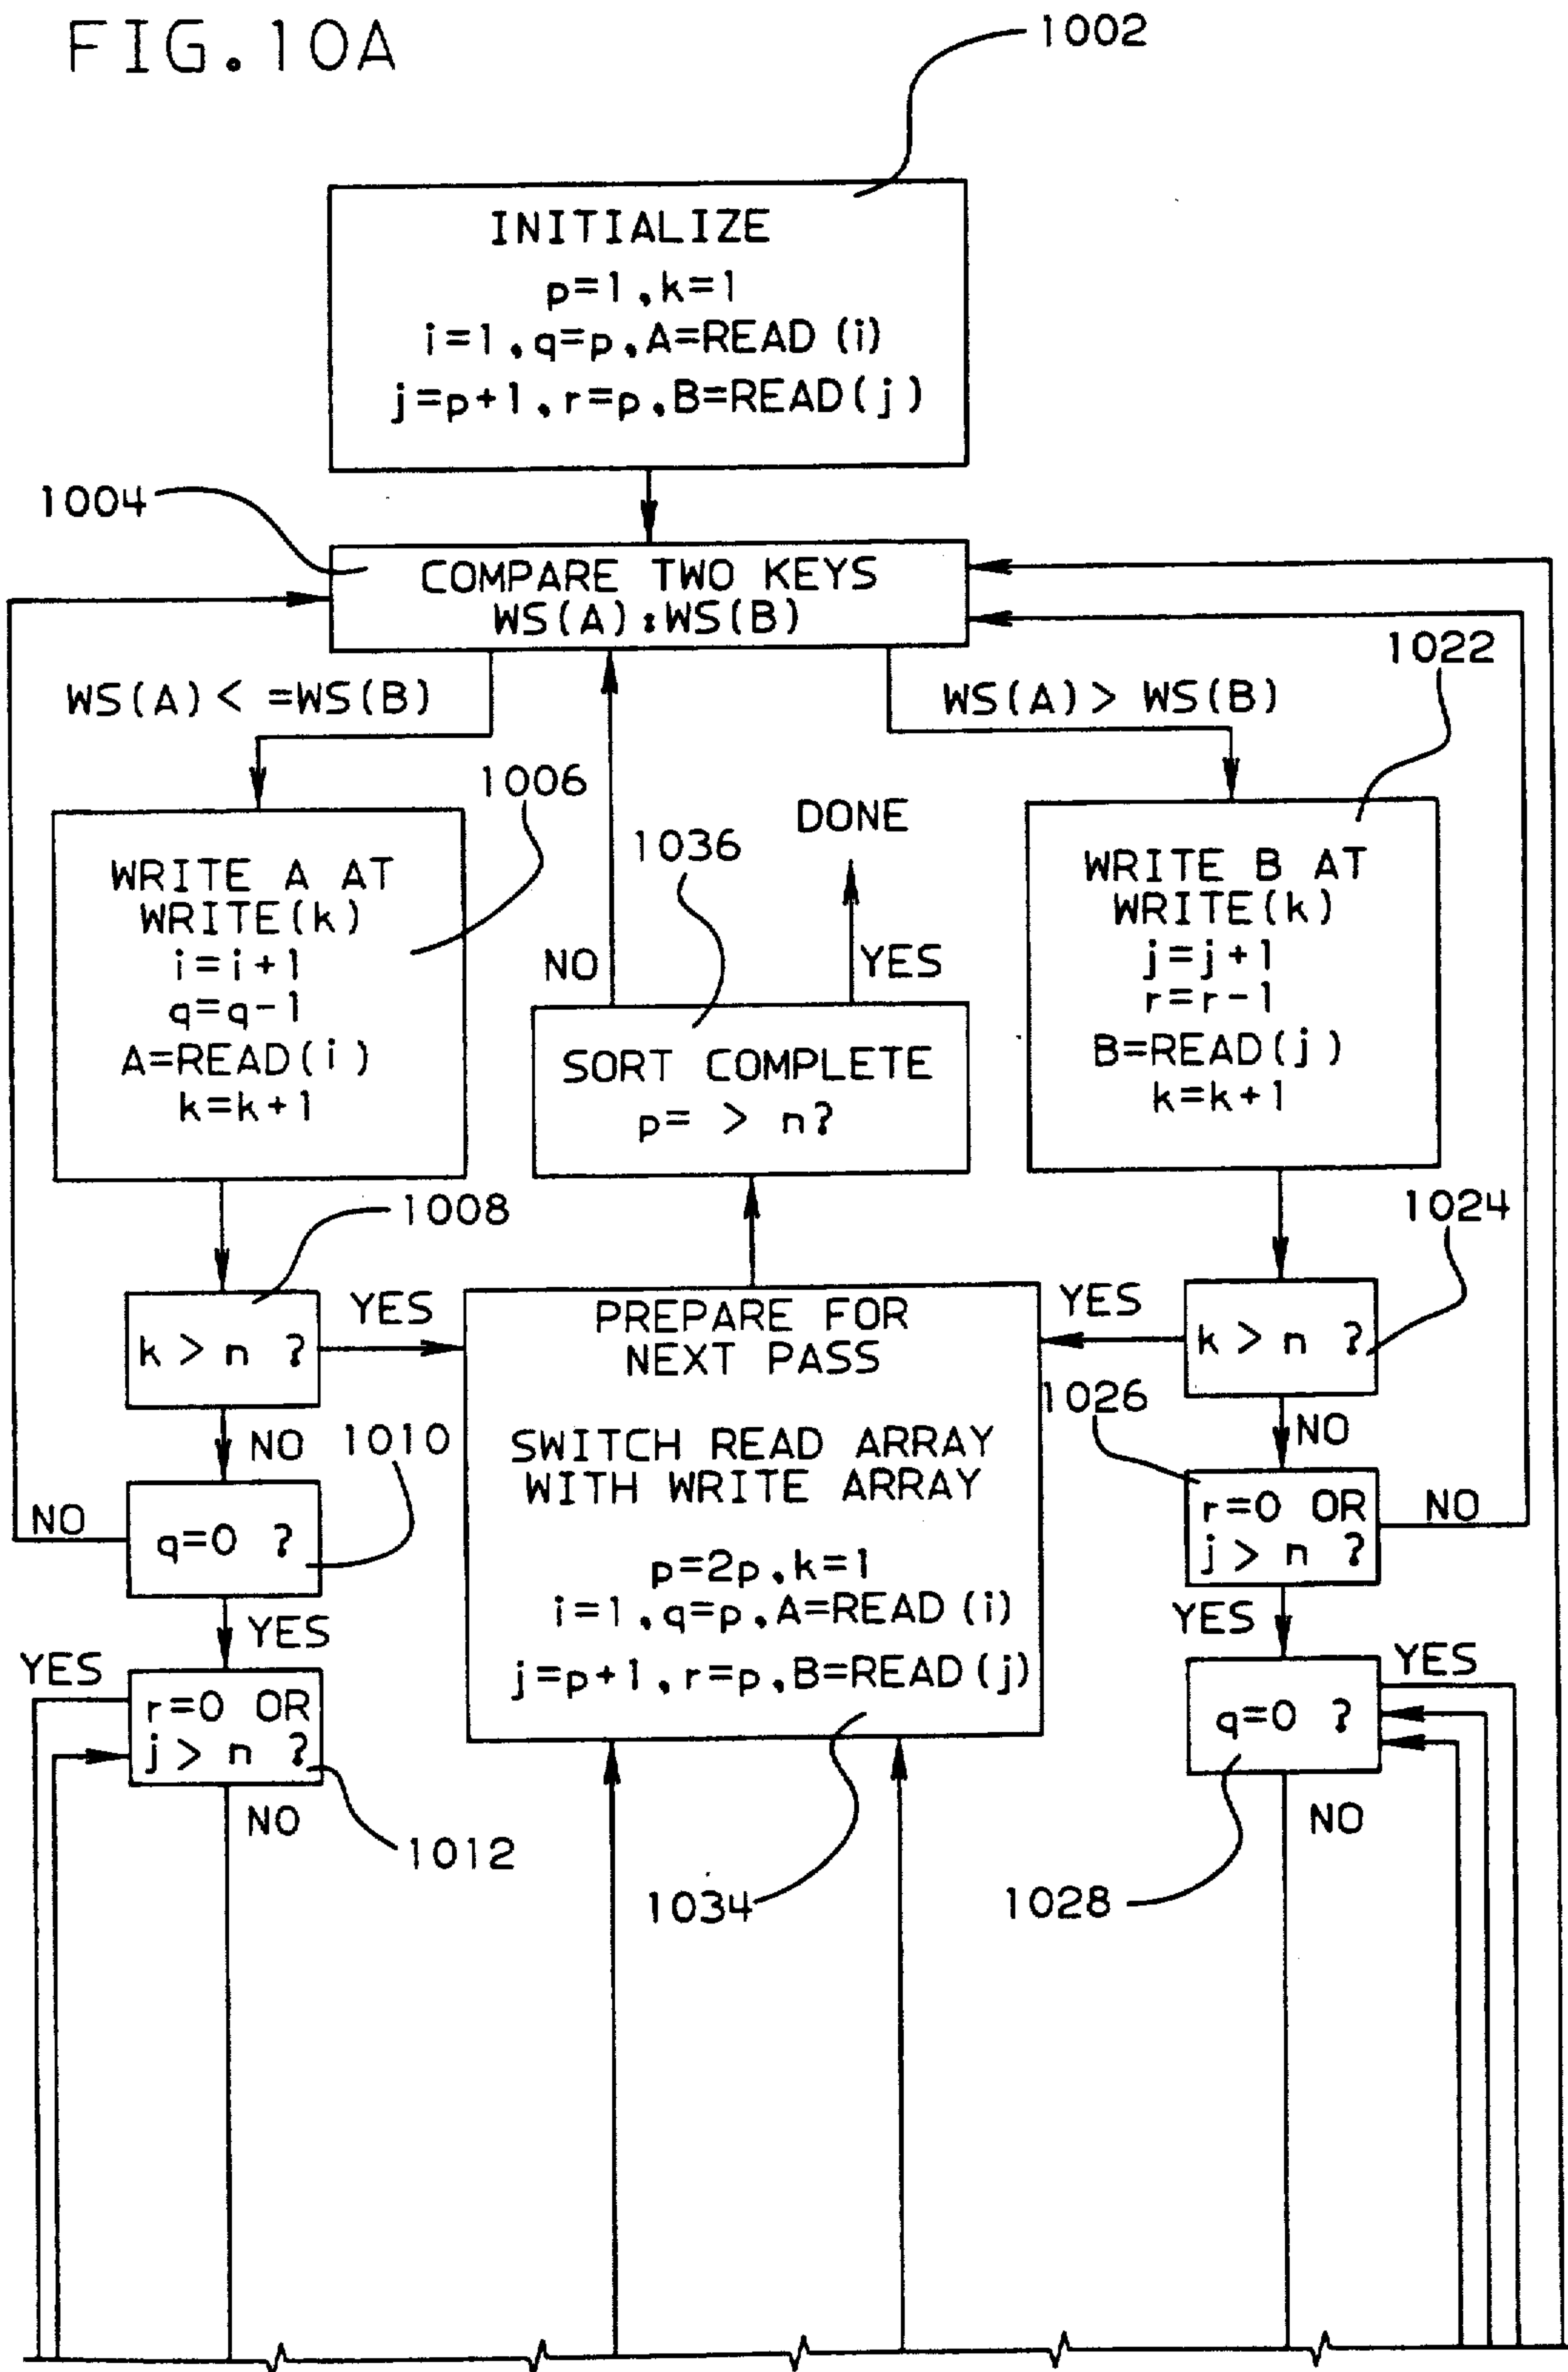 FIG.10A
1002
INITIALIZE
p=1,k=1
i=1,q=p,A=READ(i)
j=p+1,r=p,B=READ(j)
1004
COMPARE TWO KEYS
WS(A):WS(B)
WS(A)< =WS(B)
WS(A)> WS(B)
1022
1006
WRITE A AT
WRITE(k)
i=i+1
q=q-1
A=READ(i)
k=k+1
DONE
1036
NO
YES
SORT COMPLETE
p= > n?
WRITE B AT
WRITE(k)
j=j+1
r=r-1
B=READ(j)
k=k+1
1008
1024
k > n ?
YES
PREPARE FOR
NEXT PASS
SWITCH READ ARRAY
WITH WRITE ARRAY
p=2p,k=1
i=1,q=p,A=READ(i)
j=p+1,r=p,B=READ(j)
YES
k > n ?
1026
NO
1010
NO
NO
q=0 ?
r=0 OR
j > n ?
NO
YES
YES
YES
r=0 OR
j > n ?
YES
q=0 ?
NO
1012
NO
1034
1028